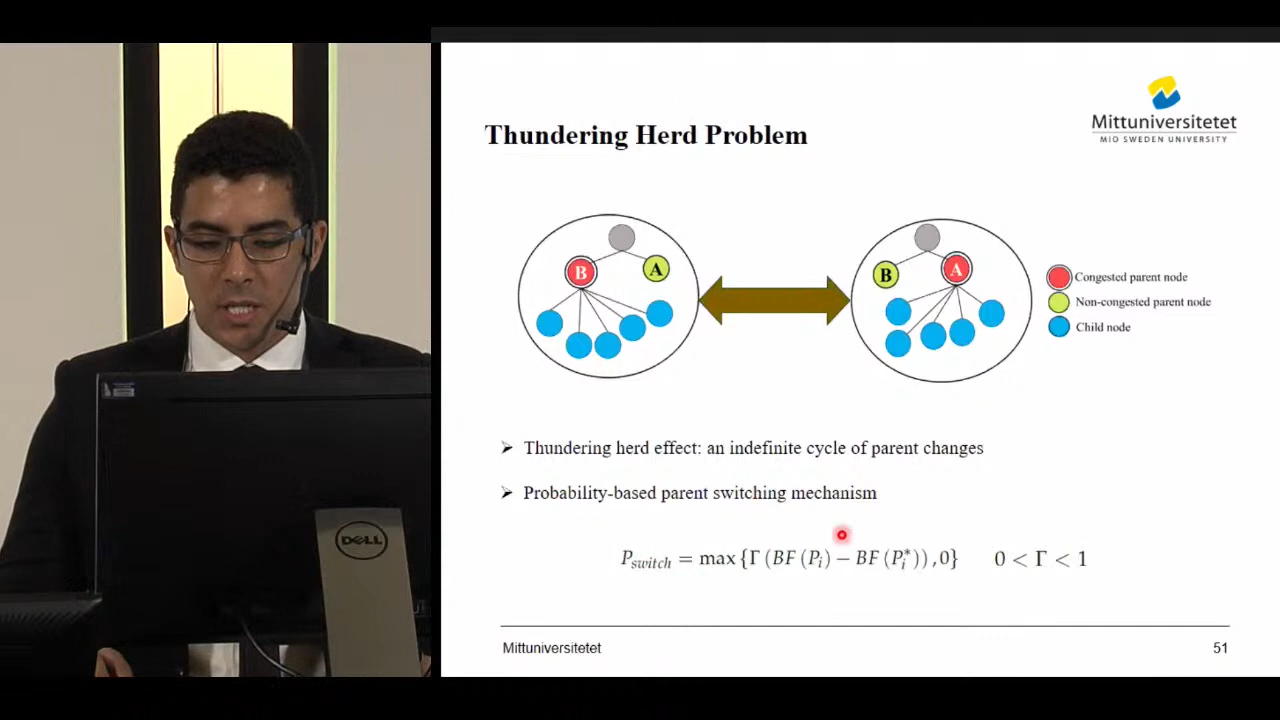 Mittuniversitetet
MID SWEDEN UNIVERSITY
Thundering Herd Problem
B
A
B
A
Congested parent node
Non-congested parent node
Child node
➢ Thundering herd effect: an indefinite cycle of parent changes
➢ Probability-based parent switching mechanism
P_switch = max {Γ (BF (P_i) − BF (P_i^*)) , 0} 0 < Γ < 1
DELL
Mittuniversitetet
51